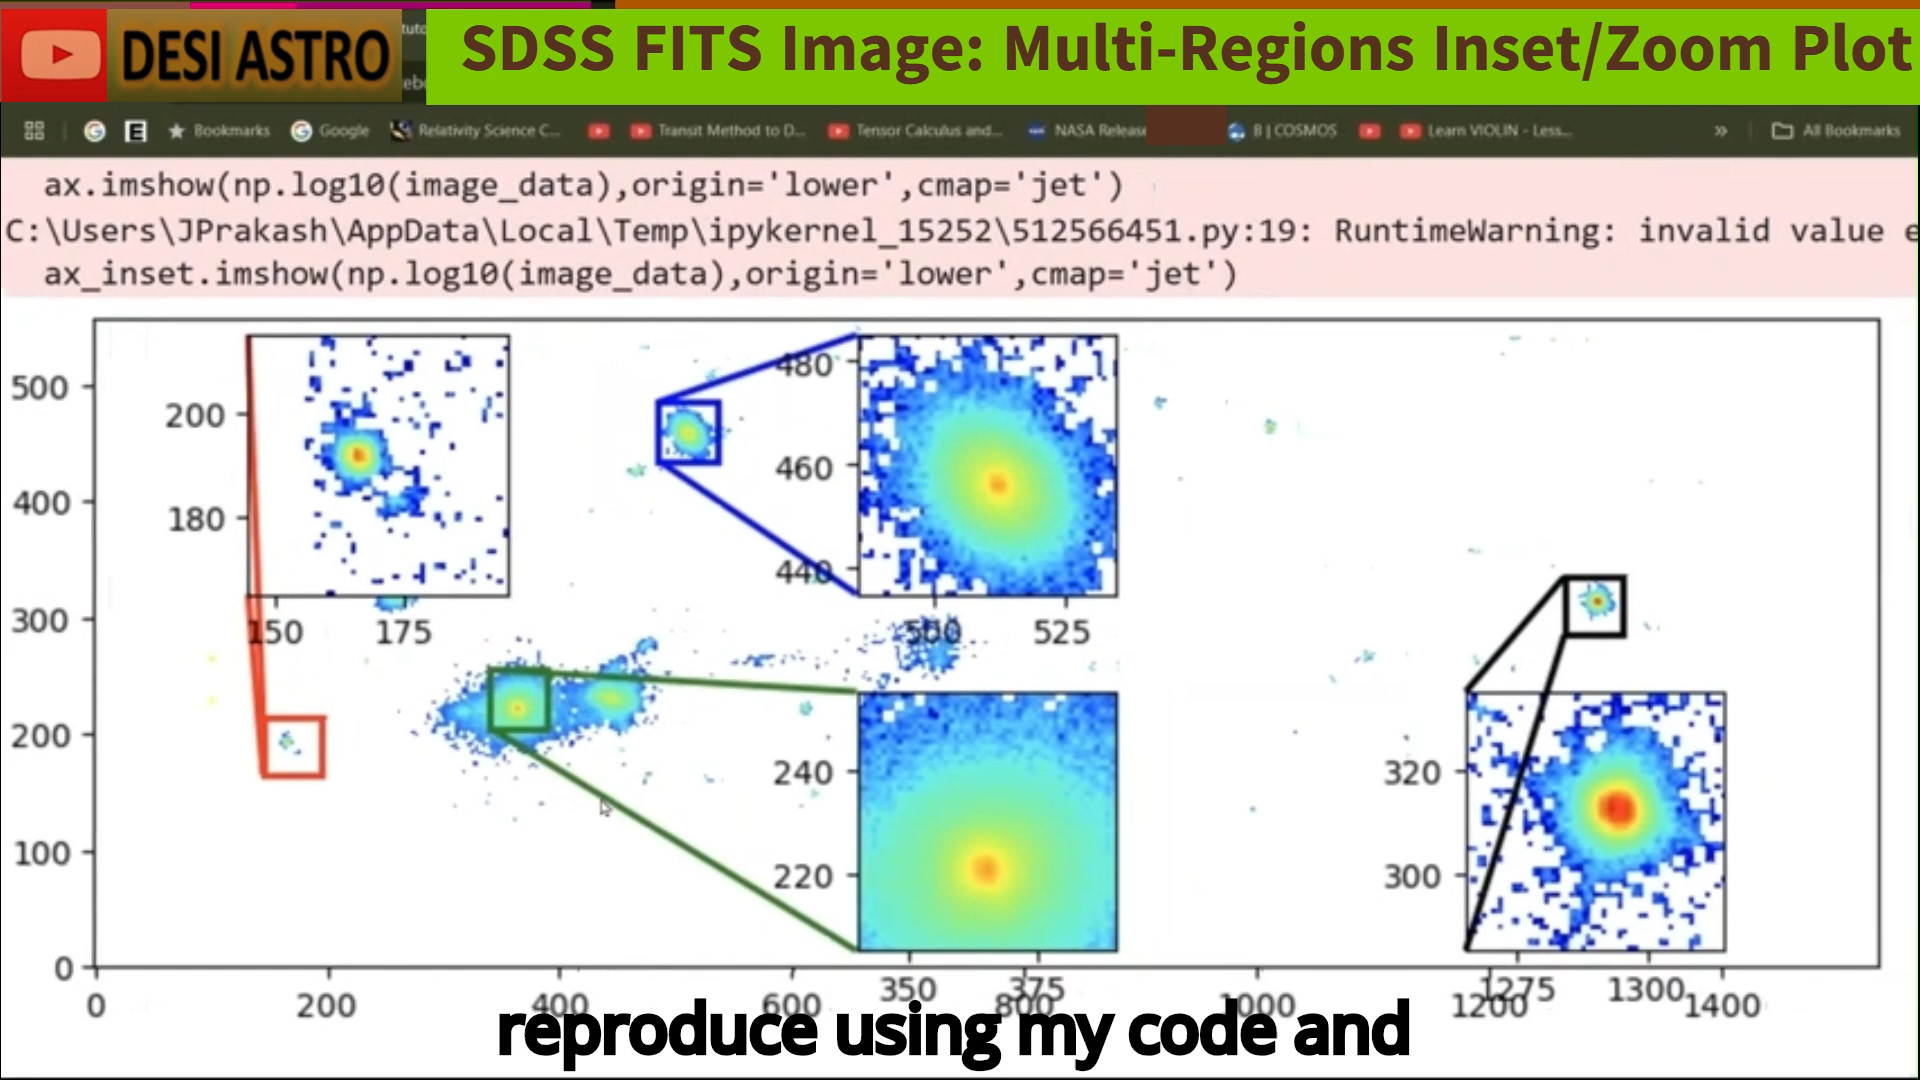 DESI ASTRO
SDSS FITS Image: Multi-Regions Inset/Zoom Plot
Bookmarks Google Relativity Science C... Transit Method to D... Tensor Calculus and... NASA Release B | COSMOS Learn VIOLIN - Less... » All Bookmarks
ax.imshow(np.log10(image_data),origin='lower',cmap='jet')
C:\Users\JPrakash\AppData\Local\Temp\ipykernel_15252\512566451.py:19: RuntimeWarning: invalid value e
ax_inset.imshow(np.log10(image_data),origin='lower',cmap='jet')
500
400
300
200
100
0
200
180
150 175
480
460
440
500 525
240
220
350 375
320
300
1275 1300
0 200 400 600 800 1000 1200 1400
reproduce using my code and